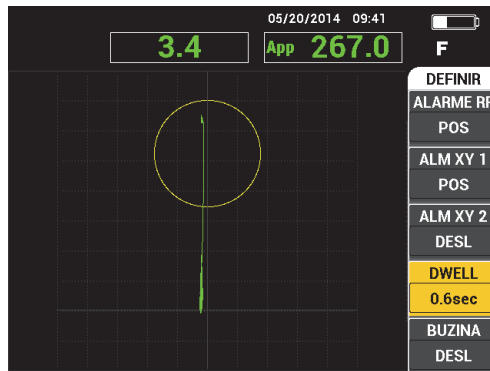 05/20/2014 09:41
3.4
App 267.0
F
DEFINIR
ALARME RF
POS
ALM XY 1
POS
ALM XY 2
DESL
DWELL
0.6sec
BUZINA
DESL